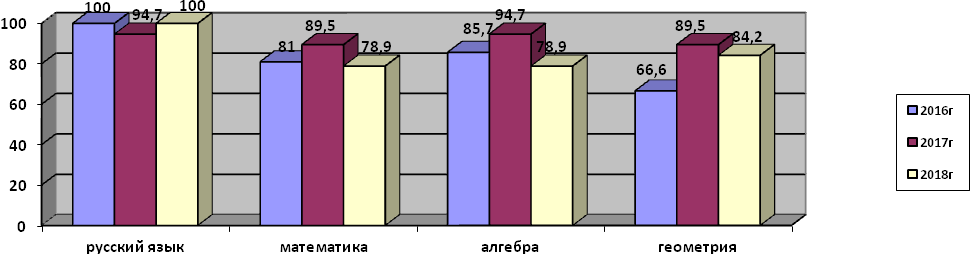 100
80
60
40
20
0
100 94,7 100
81 89,5 78,9
85,7 94,7 78,9
66,6 89,5 84,2
русский язык математика алгебра геометрия
2016г
2017г
2018г